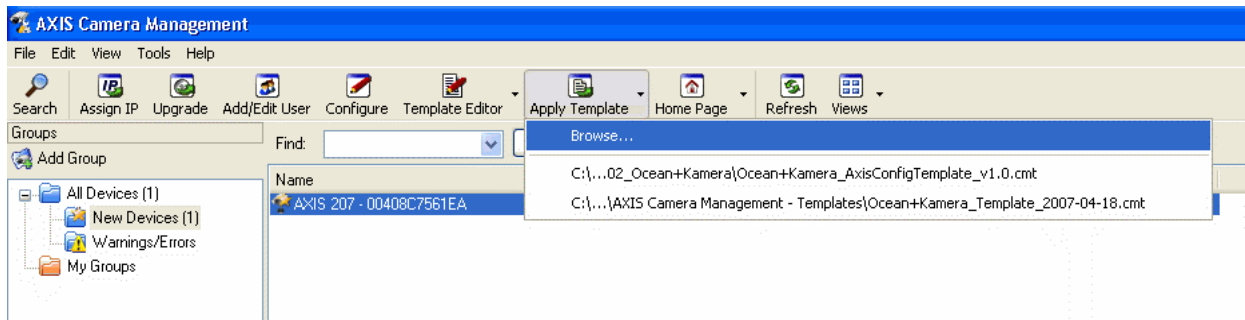 AXIS Camera Management
File Edit View Tools Help
Search Assign IP Upgrade Add/Edit User Configure Template Editor Apply Template Home Page Refresh Views
Groups
Add Group
Find:
Browse...
C:\...02_Ocean+Kamera\Ocean+Kamera_AxisConfigTemplate_v1.0.cmt
C:\...\AXIS Camera Management - Templates\Ocean+Kamera_Template_2007-04-18.cmt
Name
AXIS 207 - 00408C7561EA
All Devices (1)
New Devices (1)
Warnings/Errors
My Groups